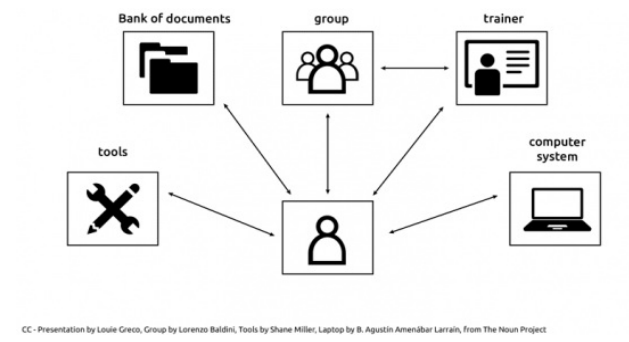 Bank of documents
group
trainer
tools
computer
system
CC - Presentation by Louie Greco, Group by Lorenzo Baldini, Tools by Shane Miller, Laptop by B. Agustín Amenábar Larraín, from The Noun Project